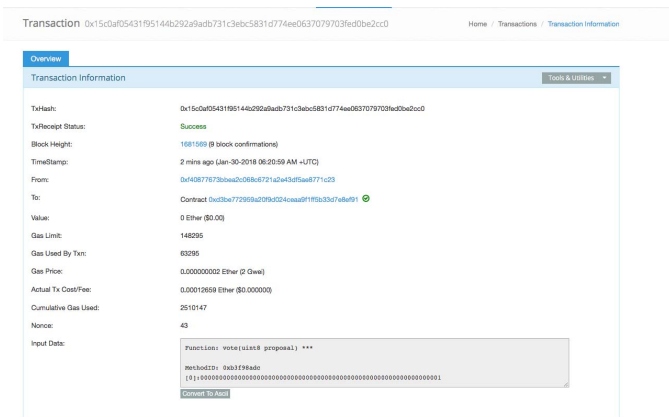 Transaction 0x15c0af05431f95144b292a9adb731c3ebc5831d774ee0637079703fed0be2cc0 Home / Transactions / Transaction Information
Overview
Transaction Information Tools & Utilities
TxHash: 0x15c0af05431f95144b292a9adb731c3ebc5831d774ee0637079703fed0be2cc0
TxReceipt Status: Success
Block Height: 1681569 (9 block confirmations)
TimeStamp: 2 mins ago (Jan-30-2018 06:20:59 AM +UTC)
From: 0xf40877673bbea2c068c6721a2e43df5ae8771c23
To: Contract 0xd3be772959a20f9d024ceaa9f1ff5b33d7e8ef91
Value: 0 Ether ($0.00)
Gas Limit: 148295
Gas Used By Txn: 63295
Gas Price: 0.000000002 Ether (2 Gwei)
Actual Tx Cost/Fee: 0.00012659 Ether ($0.000000)
Cumulative Gas Used: 2510147
Nonce: 43
Input Data: Function: vote(uint8 proposal) ***
MethodID: 0xb3f98adc
[0]:0000000000000000000000000000000000000000000000000000000000000001
Convert To Ascii